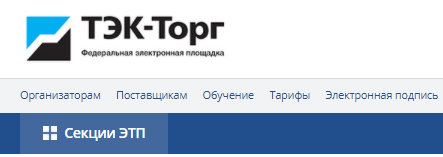 ТЭК-Торг
Федеральная электронная площадка
Организаторам Поставщикам Обучение Тарифы Электронная подпись
Секции ЭТП